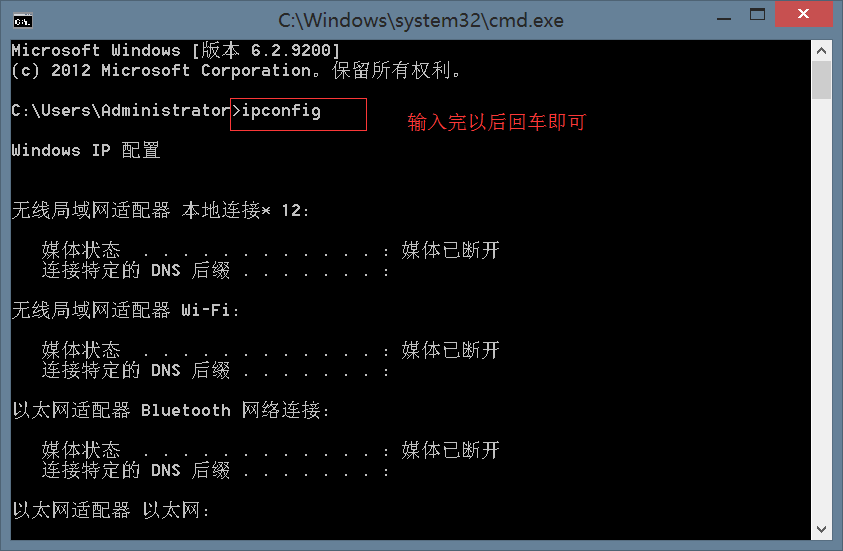 C:\Windows\system32\cmd.exe
Microsoft Windows [版本 6.2.9200]
(c) 2012 Microsoft Corporation。保留所有权利。
C:\Users\Administrator>ipconfig
输入完以后回车即可
Windows IP 配置
无线局域网适配器 本地连接* 12:
媒体状态 . . . . . . . . . . . . : 媒体已断开
连接特定的 DNS 后缀 . . . . . . . :
无线局域网适配器 Wi-Fi:
媒体状态 . . . . . . . . . . . . : 媒体已断开
连接特定的 DNS 后缀 . . . . . . . :
以太网适配器 Bluetooth 网络连接:
媒体状态 . . . . . . . . . . . . : 媒体已断开
连接特定的 DNS 后缀 . . . . . . . :
以太网适配器 以太网: